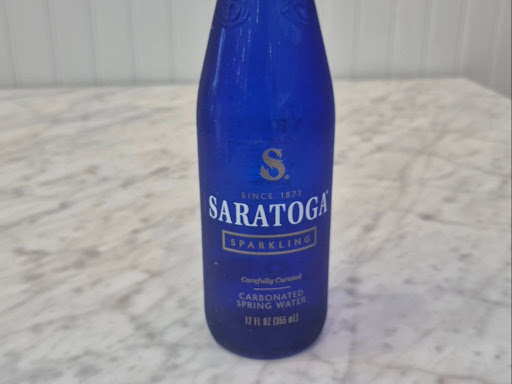 S.
SINCE 1872
SARATOGA®
SPARKLING
Carefully Curated
CARBONATED
SPRING WATER
12 FL OZ (355 mL)